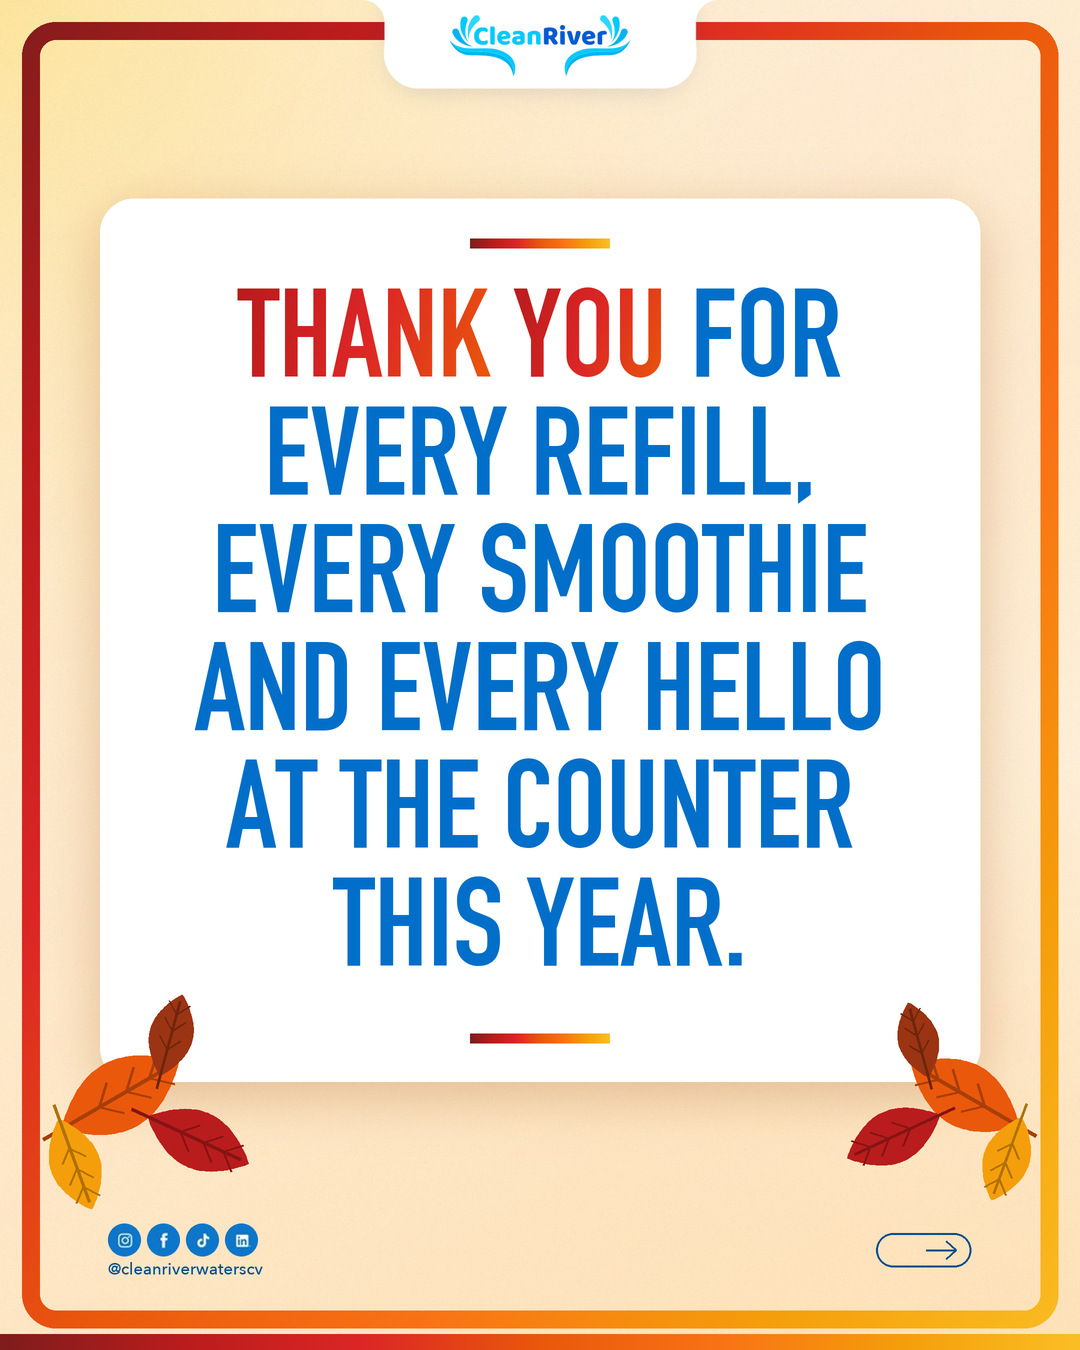 CleanRiver
THANK YOU FOR
EVERY REFILL,
EVERY SMOOTHIE
AND EVERY HELLO
AT THE COUNTER
THIS YEAR.
@cleanriverwaterscv